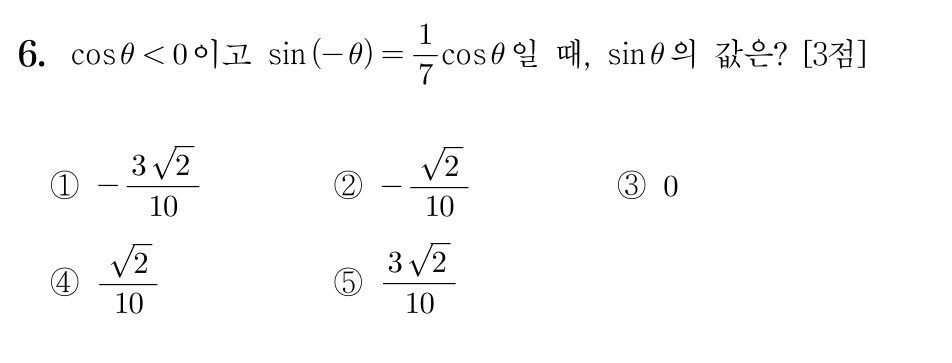 6. cosθ < 0이고 sin(−θ) = 1/7 cosθ일 때, sinθ의 값은? [3점]
① −3√2/10 ② −√2/10 ③ 0
④ √2/10 ⑤ 3√2/10